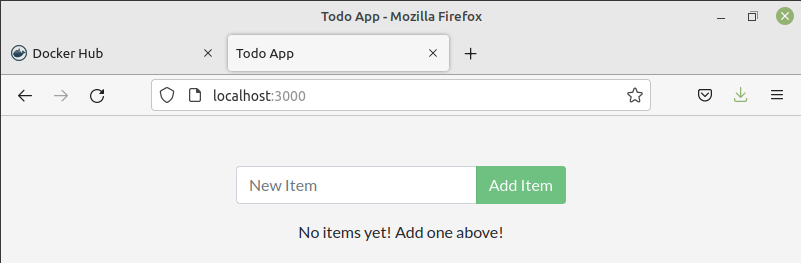 Todo App - Mozilla Firefox
Docker Hub
Todo App
localhost:3000
New Item
Add Item
No items yet! Add one above!